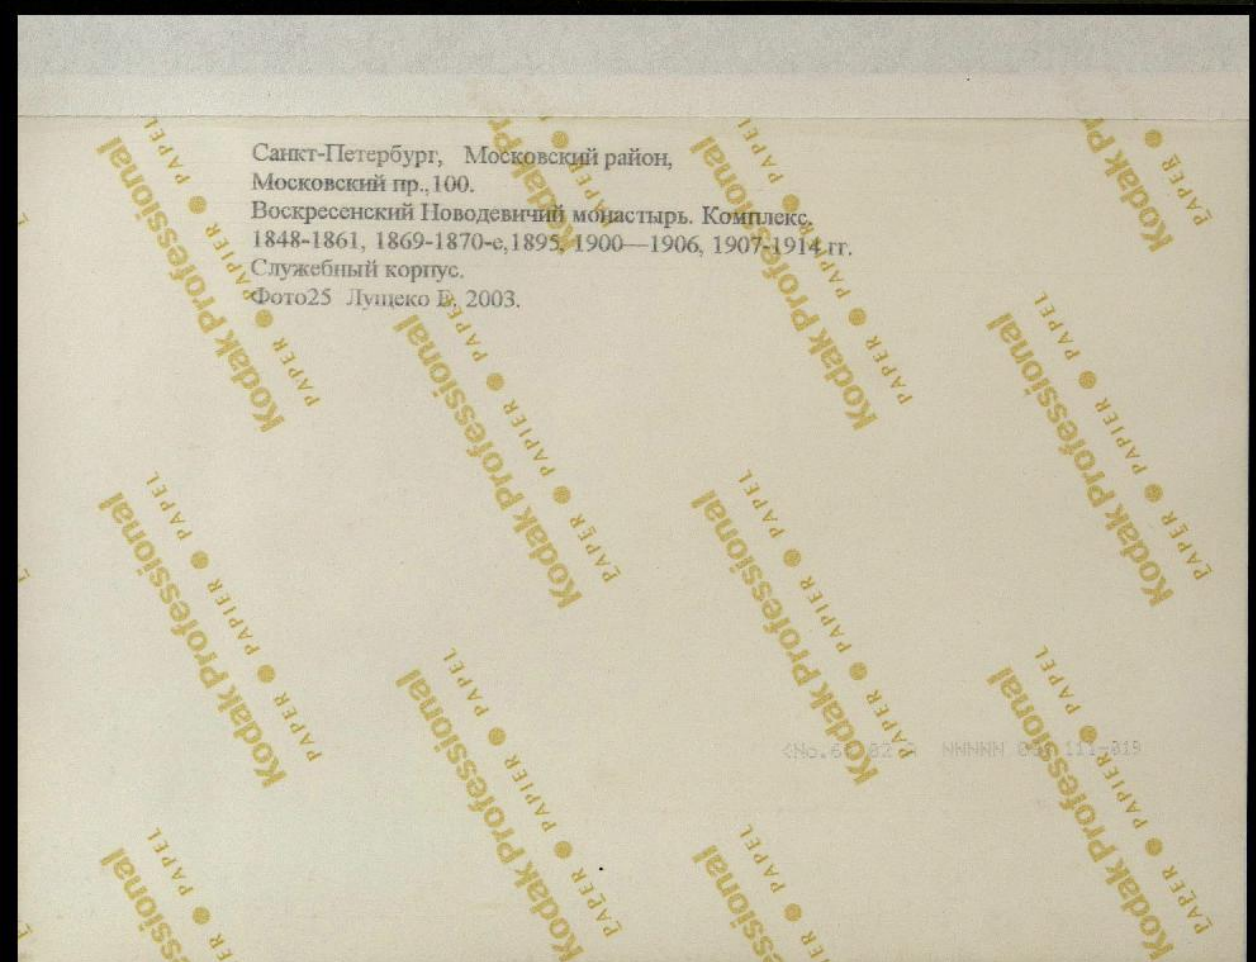 Санкт-Петербург, Московский район,
Московский пр.,100.
Воскресенский Новодевичий монастырь. Комплекс.
1848-1861, 1869-1870-е,1895, 1900—1906, 1907-1914,гг.
Служебный корпус.
Фото25 Лущеко В. 2003.
Kodak Professional
PAPER ● PAPIER ● PAPEL
NNNNN